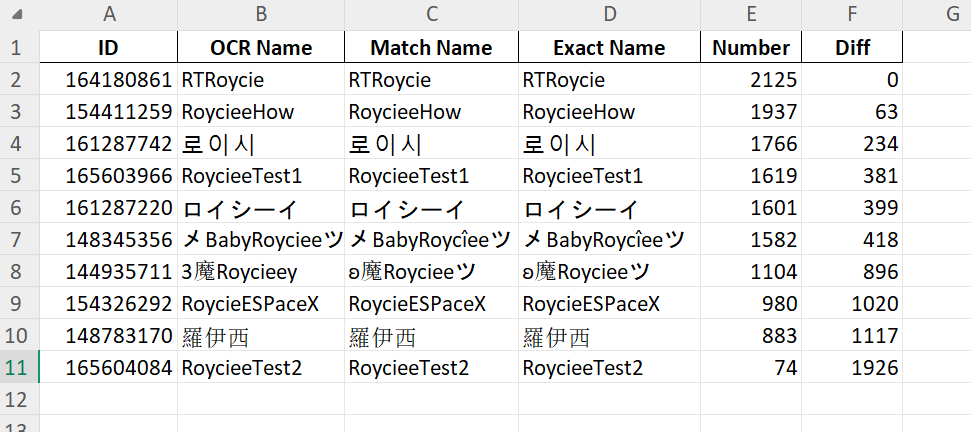 A B C D E F G
1 ID OCR Name Match Name Exact Name Number Diff
2 164180861 RTRoycie RTRoycie RTRoycie 2125 0
3 154411259 RoycieeHow RoycieeHow RoycieeHow 1937 63
4 161287742 로이시 로이시 로이시 1766 234
5 165603966 RoycieeTest1 RoycieeTest1 RoycieeTest1 1619 381
6 161287220 ロイシーイ ロイシーイ ロイシーイ 1601 399
7 148345356 メBabyRoycieeツ メBabyRoycîeeツ メBabyRoycîeeツ 1582 418
8 144935711 3魔Roycieey ʚ魔Roycieeツ ʚ魔Roycieeツ 1104 896
9 154326292 RoycieESPaceX RoycieESPaceX RoycieESPaceX 980 1020
10 148783170 羅伊西 羅伊西 羅伊西 883 1117
11 165604084 RoycieeTest2 RoycieeTest2 RoycieeTest2 74 1926
12
13